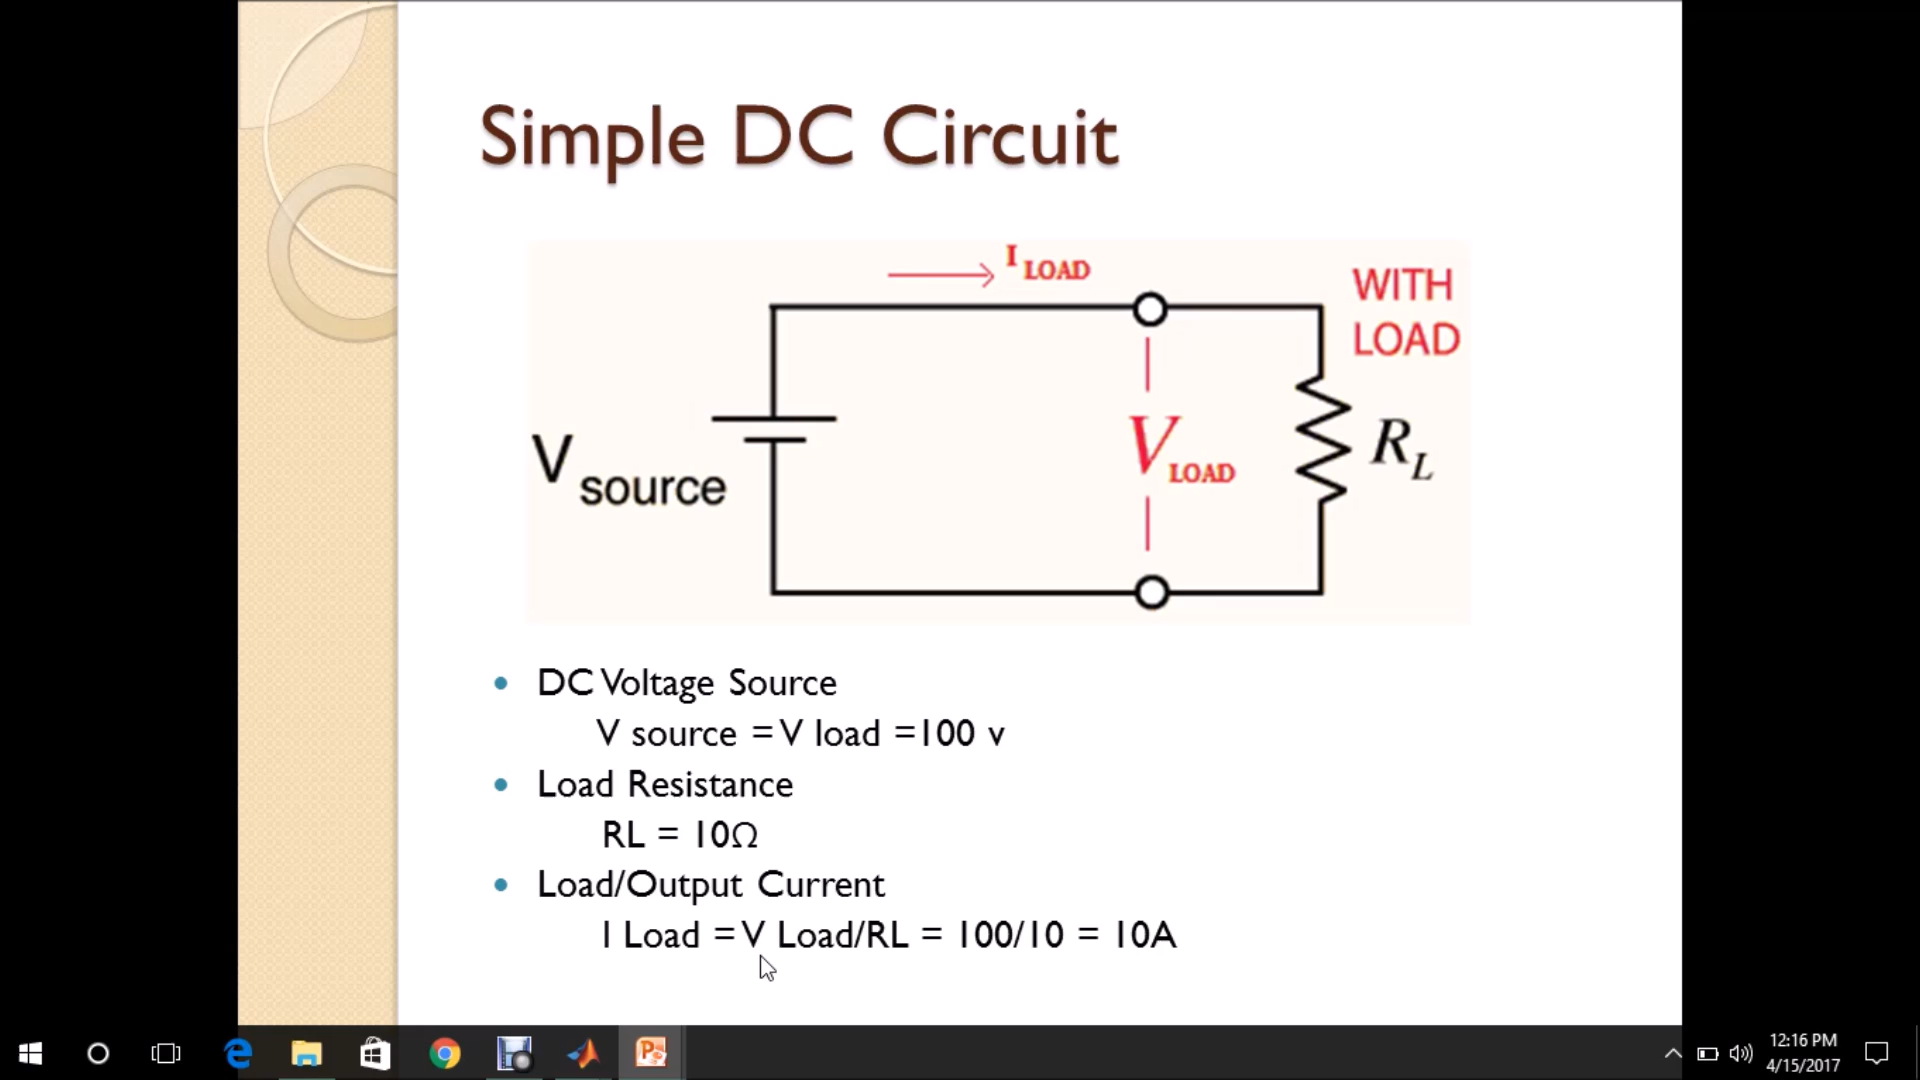 Simple DC Circuit
I LOAD
WITH
LOAD
V source
V LOAD
RL
DC Voltage Source
V source = V load =100 v
Load Resistance
RL = 10Ω
Load/Output Current
I Load = V Load/RL = 100/10 = 10A
12:16 PM
4/15/2017